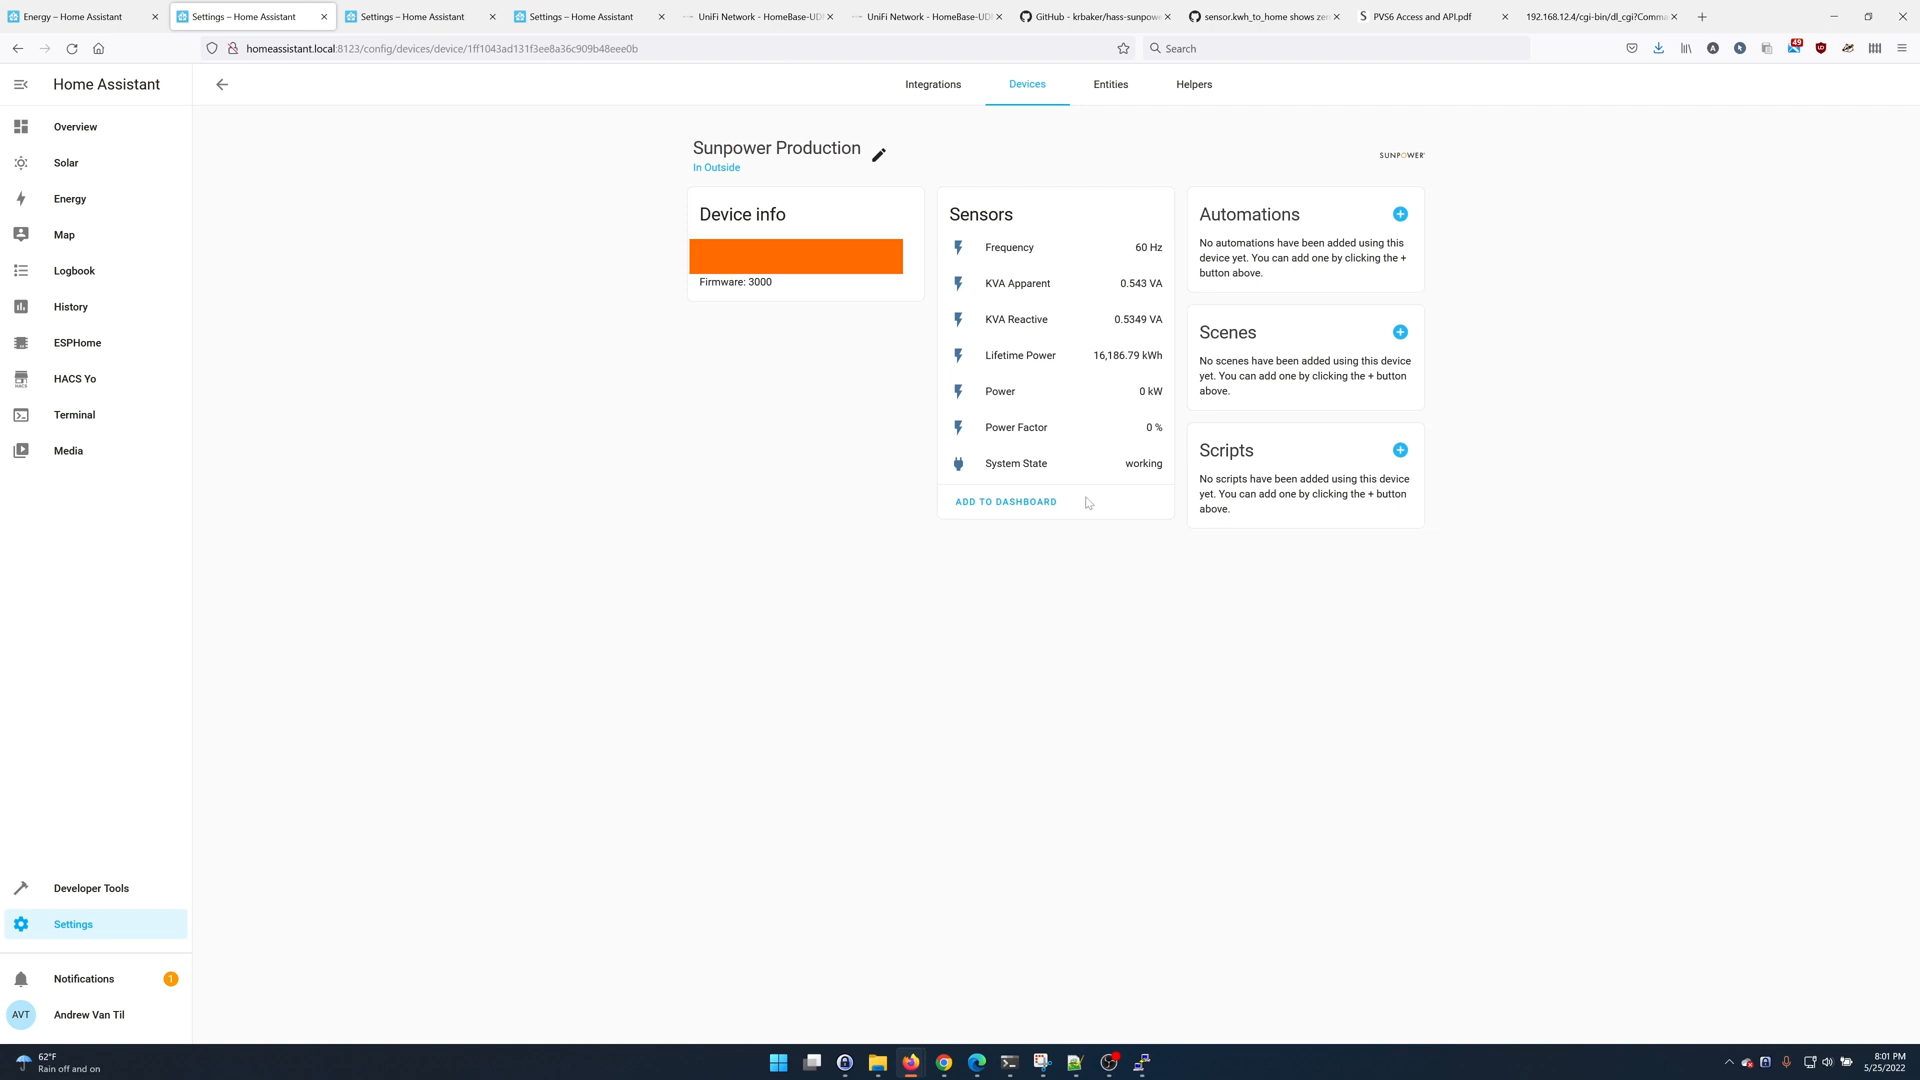 Energy – Home Assistant
Settings – Home Assistant
Settings – Home Assistant
Settings – Home Assistant
UniFi Network - HomeBase-UD
UniFi Network - HomeBase-UD
GitHub - krbaker/hass-sunpowe
sensor.kwh_to_home shows zer
PVS6 Access and API.pdf
192.168.12.4/cgi-bin/dl_cgi?Comma
homeassistant.local:8123/config/devices/device/1ff1043ad131f3ee8a36c909b48eee0b
Search
49
Home Assistant
Integrations
Devices
Entities
Helpers
Overview
Solar
Energy
Map
Logbook
History
ESPHome
HACS Yo
Terminal
Media
Developer Tools
Settings
Notifications
1
AVT
Andrew Van Til
Sunpower Production
In Outside
SUNPOWER
Device info
Firmware: 3000
Sensors
Frequency 60 Hz
KVA Apparent 0.543 VA
KVA Reactive 0.5349 VA
Lifetime Power 16,186.79 kWh
Power 0 kW
Power Factor 0 %
System State working
ADD TO DASHBOARD
Automations
No automations have been added using this
device yet. You can add one by clicking the +
button above.
Scenes
No scenes have been added using this device
yet. You can add one by clicking the + button
above.
Scripts
No scripts have been added using this device
yet. You can add one by clicking the + button
above.
62°F
Rain off and on
8:01 PM
5/25/2022